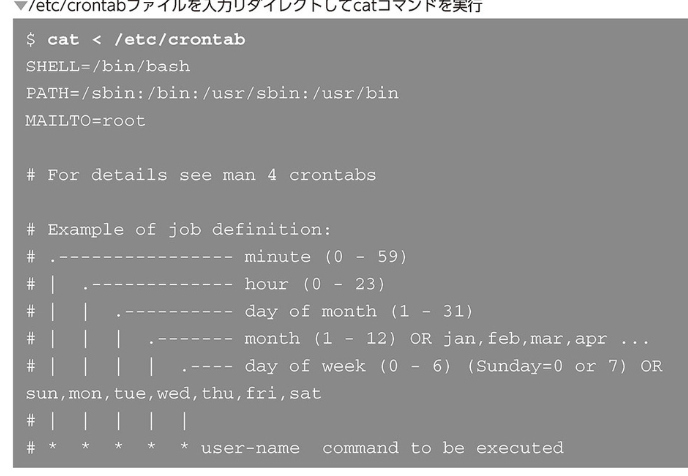 ▼/etc/crontabファイルを入力リダイレクトしてcatコマンドを実行
$ cat < /etc/crontab
SHELL=/bin/bash
PATH=/sbin:/bin:/usr/sbin:/usr/bin
MAILTO=root
# For details see man 4 crontabs
# Example of job definition:
# .---------------- minute (0 - 59)
# |  .------------- hour (0 - 23)
# |  |  .---------- day of month (1 - 31)
# |  |  |  .------- month (1 - 12) OR jan,feb,mar,apr ...
# |  |  |  |  .---- day of week (0 - 6) (Sunday=0 or 7) OR
sun,mon,tue,wed,thu,fri,sat
# |  |  |  |  |
# *  *  *  *  * user-name  command to be executed